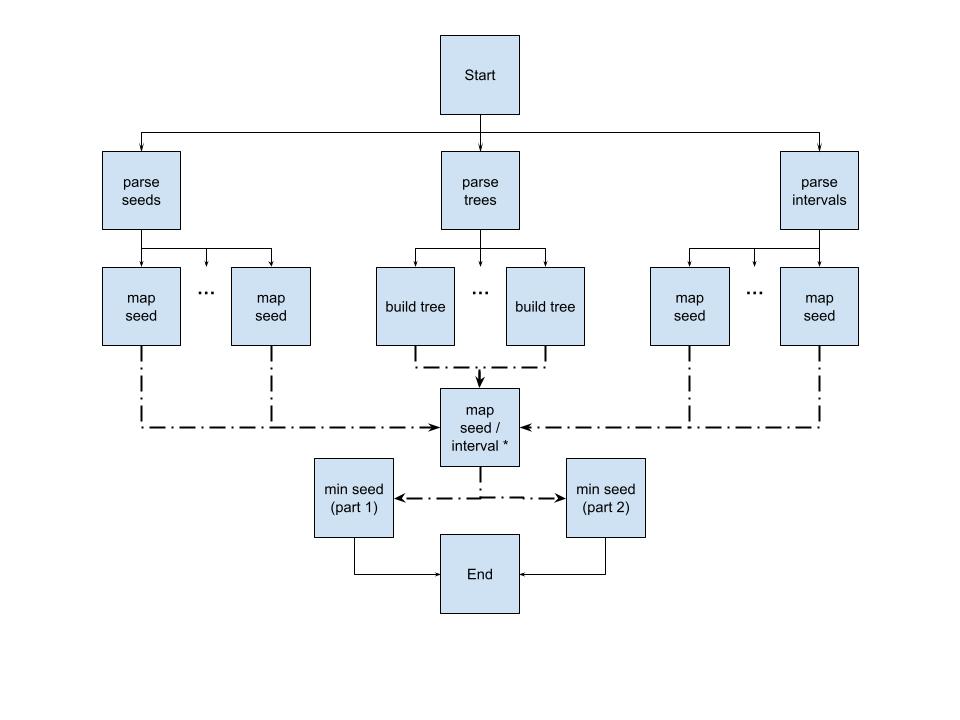 Start
parse
seeds
parse
trees
parse
intervals
map
seed
...
map
seed
build tree
...
build tree
map
seed
...
map
seed
map
seed /
interval *
min seed
(part 1)
min seed
(part 2)
End